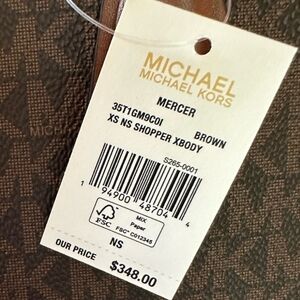 MICHAEL
MICHAEL KORS
MERCER
35T1GM9C0I BROWN
XS NS SHOPPER XBODY
S265-0001
1 94900 48704 4
FSC
MIX
Paper
FSC® C012345
NS
OUR PRICE $348.00